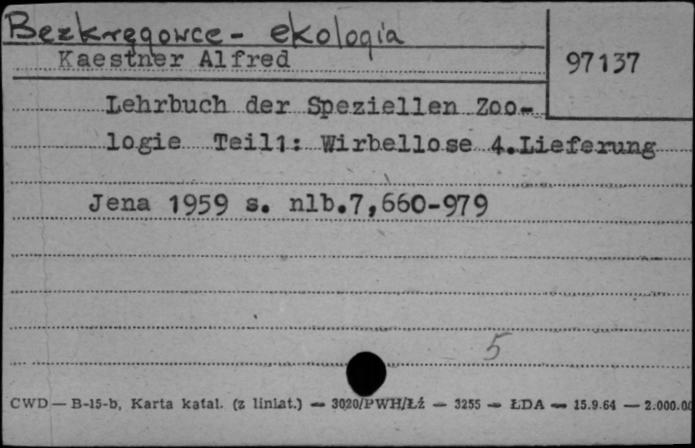 Bezkręgowce - ekologia
Kaestner Alfred
97137
Lehrbuch der Speziellen Zoo-
logie Teil1: Wirbellose 4.Lieferung
Jena 1959 s. nlb.7,660-979
5
CWD — B-15-b, Karta katal. (z liniat.) — 3020/PWH/Łź — 3255 — ŁDA — 15.9.64 — 2.000.00